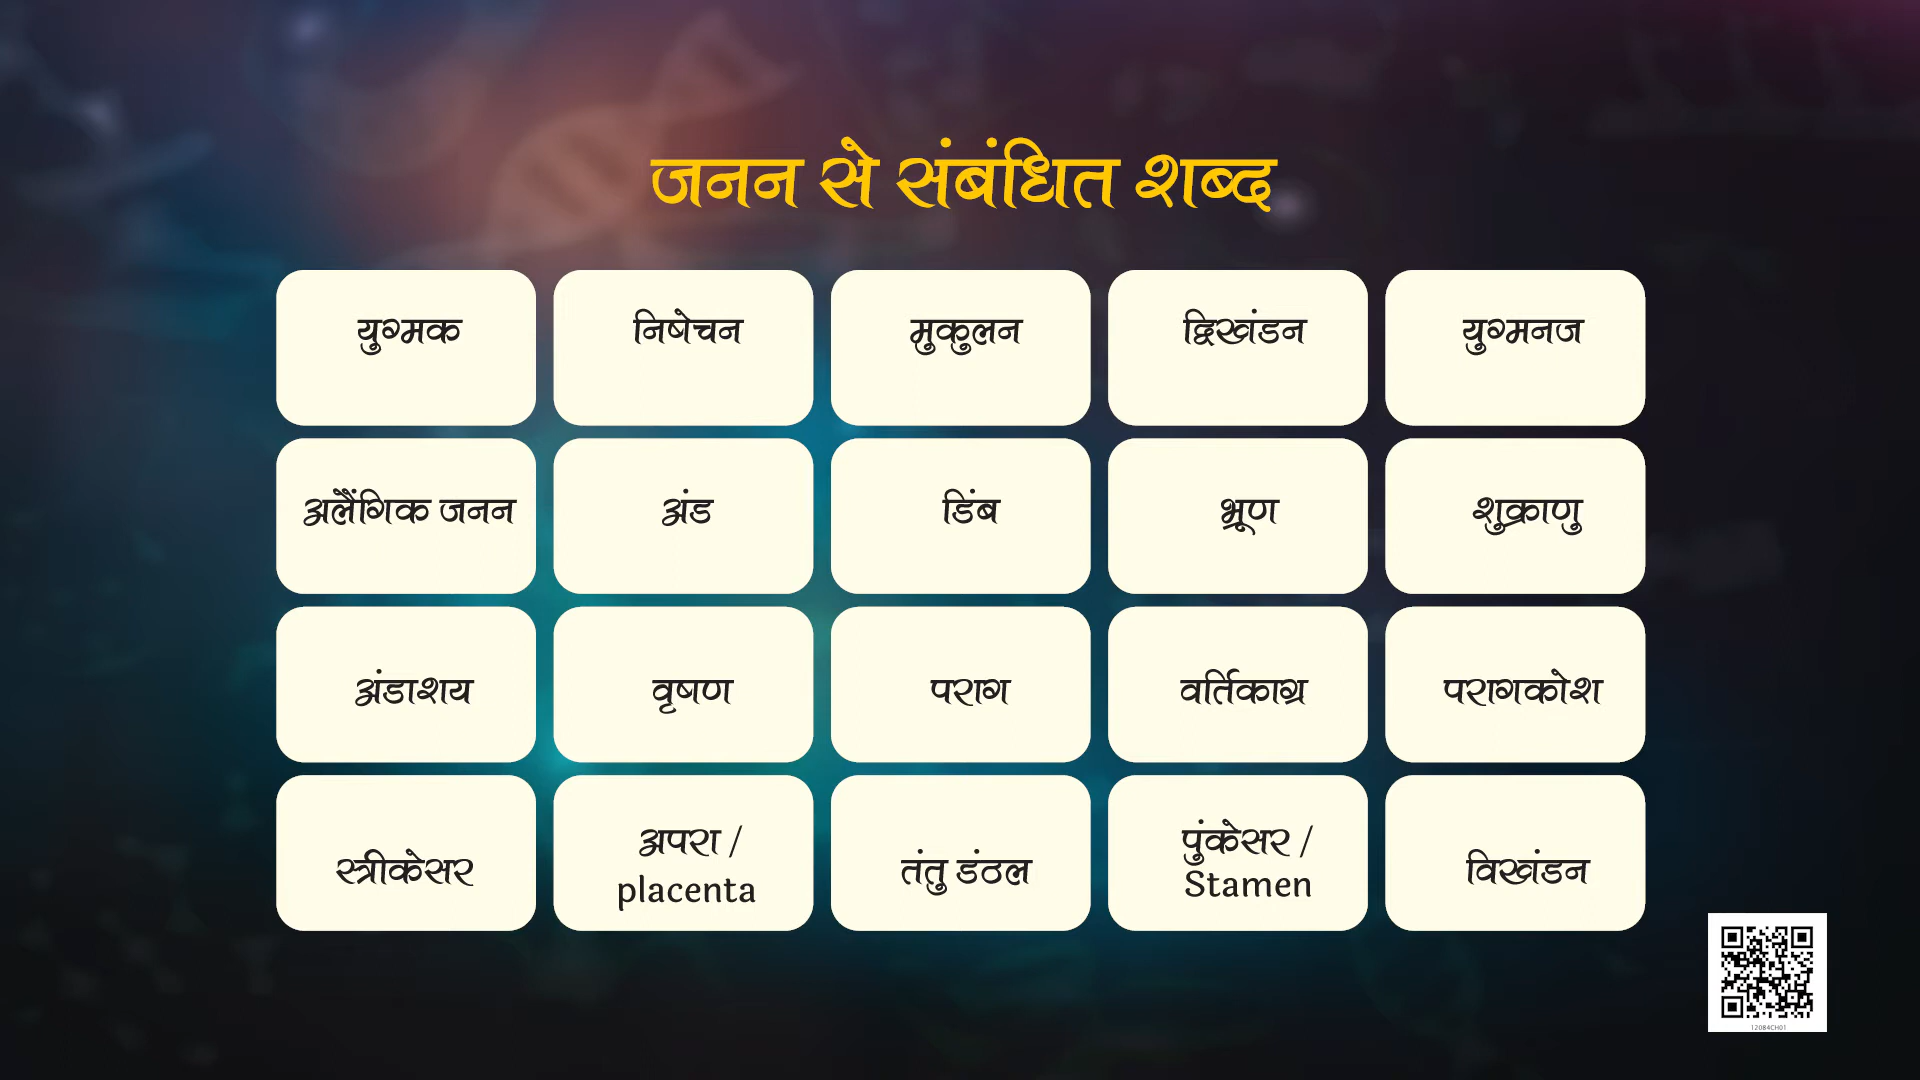 जनन से संबंधित शब्द
युग्मक
निषेचन
मुकुलन
द्विखंडन
युग्मनज
अलैंगिक जनन
अंड
डिंब
भ्रूण
शुक्राणु
अंडाशय
वृषण
पराग
वर्तिकाग्र
परागकोश
स्त्रीकेसर
अपरा /
placenta
तंतु डंठल
पुंकेसर /
Stamen
विखंडन
12084CH01